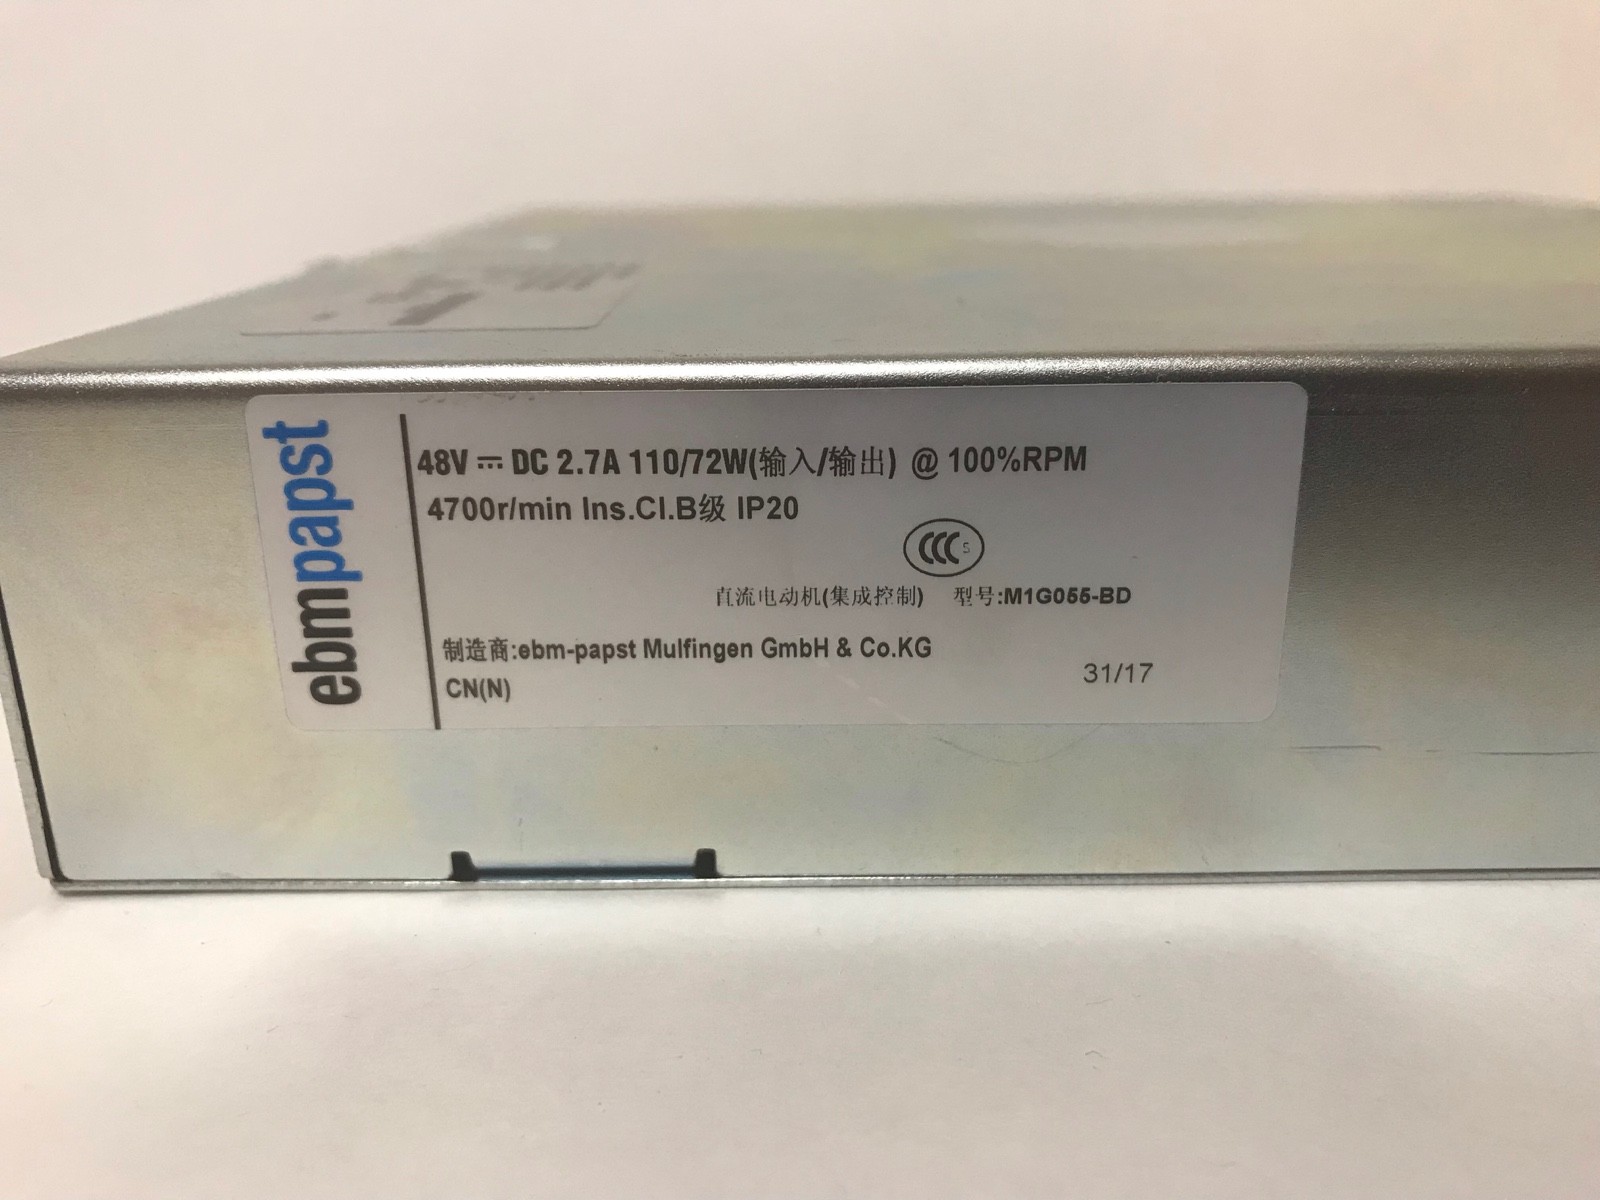 ebmpapst
48V ⎓ DC 2.7A 110/72W(输入/输出) @ 100%RPM
4700r/min Ins.Cl.B级 IP20
CCC S
直流电动机(集成控制) 型号:M1G055-BD
制造商:ebm-papst Mulfingen GmbH & Co.KG
CN(N)
31/17